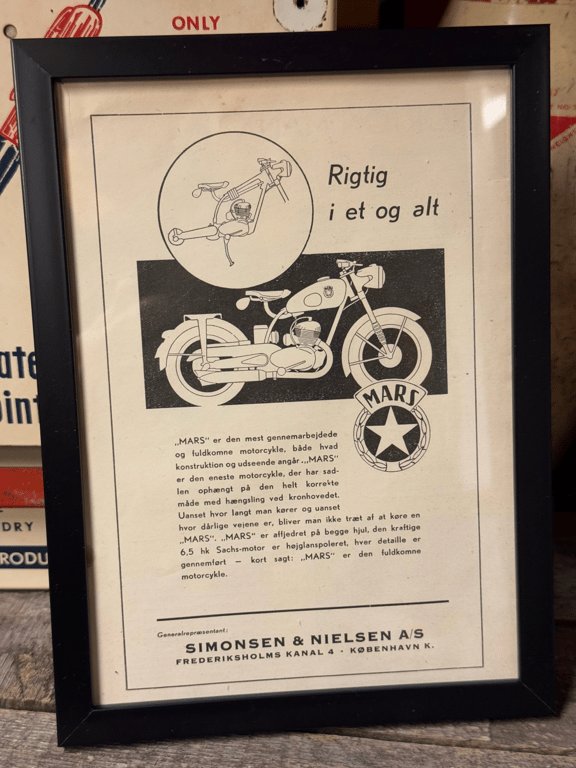 ONLY
Rigtig
i et og alt
MARS
„MARS“ er den mest gennemarbejdede
og fuldkomne motorcykle, både hvad
konstruktion og udseende angår. „MARS“
er den eneste motorcykle, der har sad-
len ophængt på den helt korrekte
måde med hængsling ved kronhovedet.
Uanset hvor langt man kører og uanset
hvor dårlige vejene er, bliver man ikke træt af at køre en
„MARS“. „MARS“ er affjedret på begge hjul, den kraftige
6,5 hk Sachs-motor er højglanspoleret, hver detaille er
gennemført – kort sagt: „MARS“ er den fuldkomne
motorcykle.
Generalrepræsentant:
SIMONSEN & NIELSEN A/S
FREDERIKSHOLMS KANAL 4 - KØBENHAVN K.
DRY